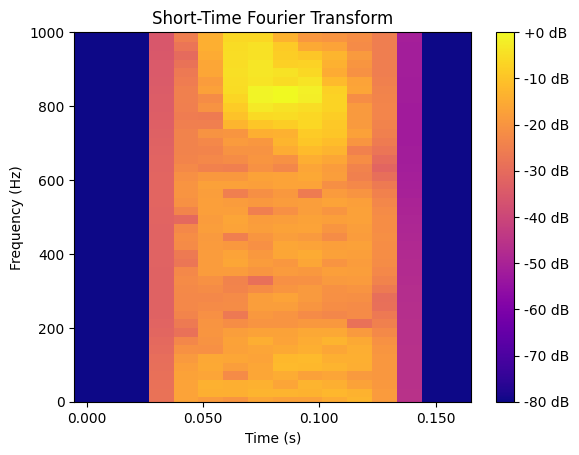 Short-Time Fourier Transform
1000
800
600
400
200
0
Frequency (Hz)
0.000
0.050
0.100
0.150
Time (s)
+0 dB
-10 dB
-20 dB
-30 dB
-40 dB
-50 dB
-60 dB
-70 dB
-80 dB